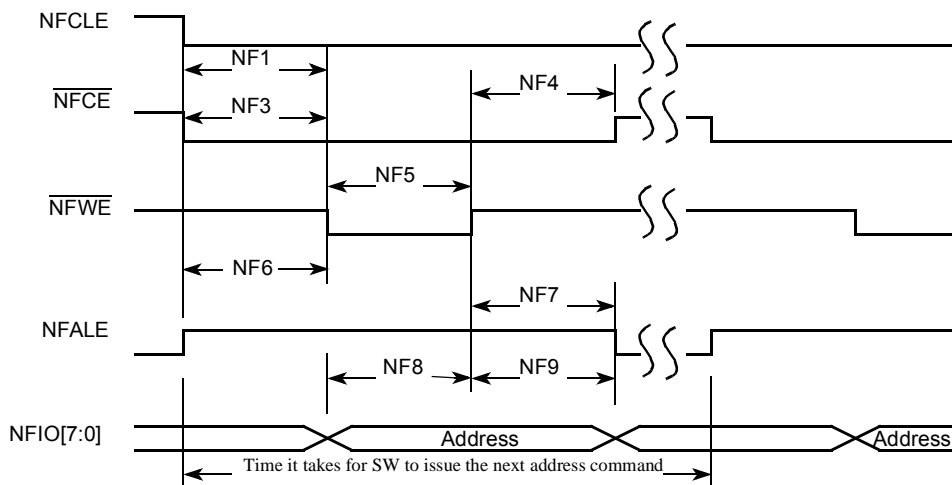 NFCLE
NF1
NF4
NFCE
NF3
NF5
NFWE
NF6
NF7
NFALE
NF8
NF9
NFIO[7:0]
Address
Address
Time it takes for SW to issue the next address command